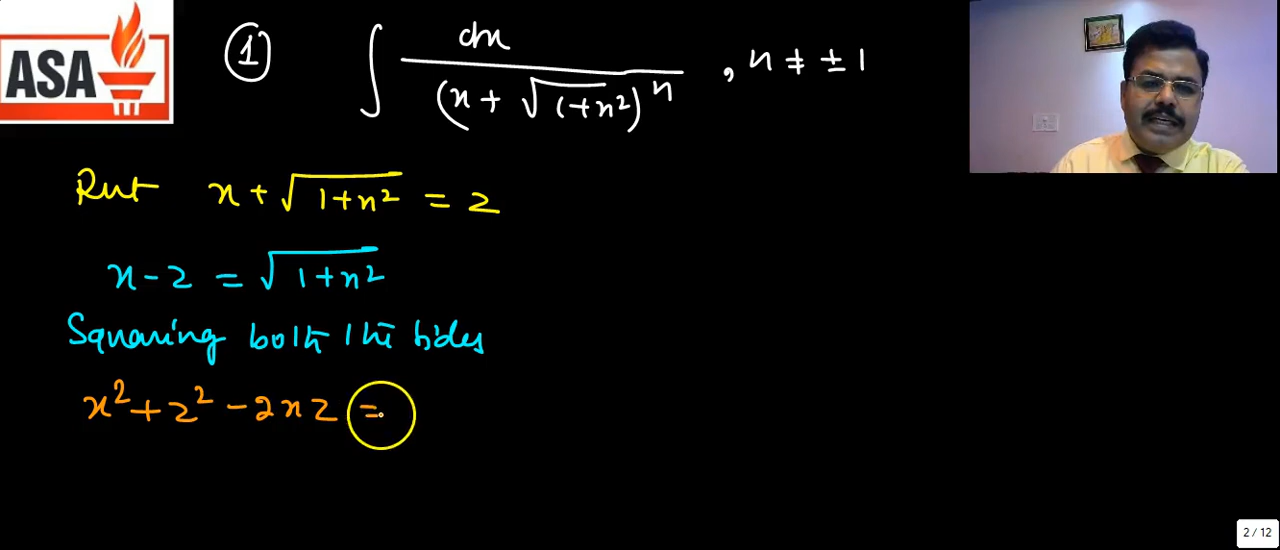 ASA
① ∫ dx / (x + √(1+x²))ⁿ , n ≠ ± 1
Put x + √(1+x²) = z
x - z = √(1+x²)
Squaring both the sides
x² + z² - 2xz =
2 / 12